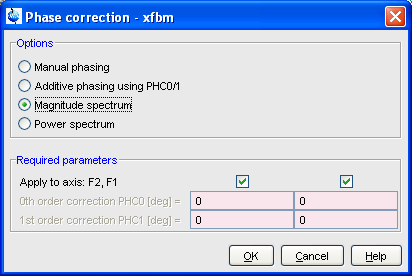 Phase correction - xfbm
Options
Manual phasing
Additive phasing using PHC0/1
Magnitude spectrum
Power spectrum
Required parameters
Apply to axis: F2, F1
0th order correction PHC0 [deg] = 0 0
1st order correction PHC1 [deg] = 0 0
OK Cancel Help